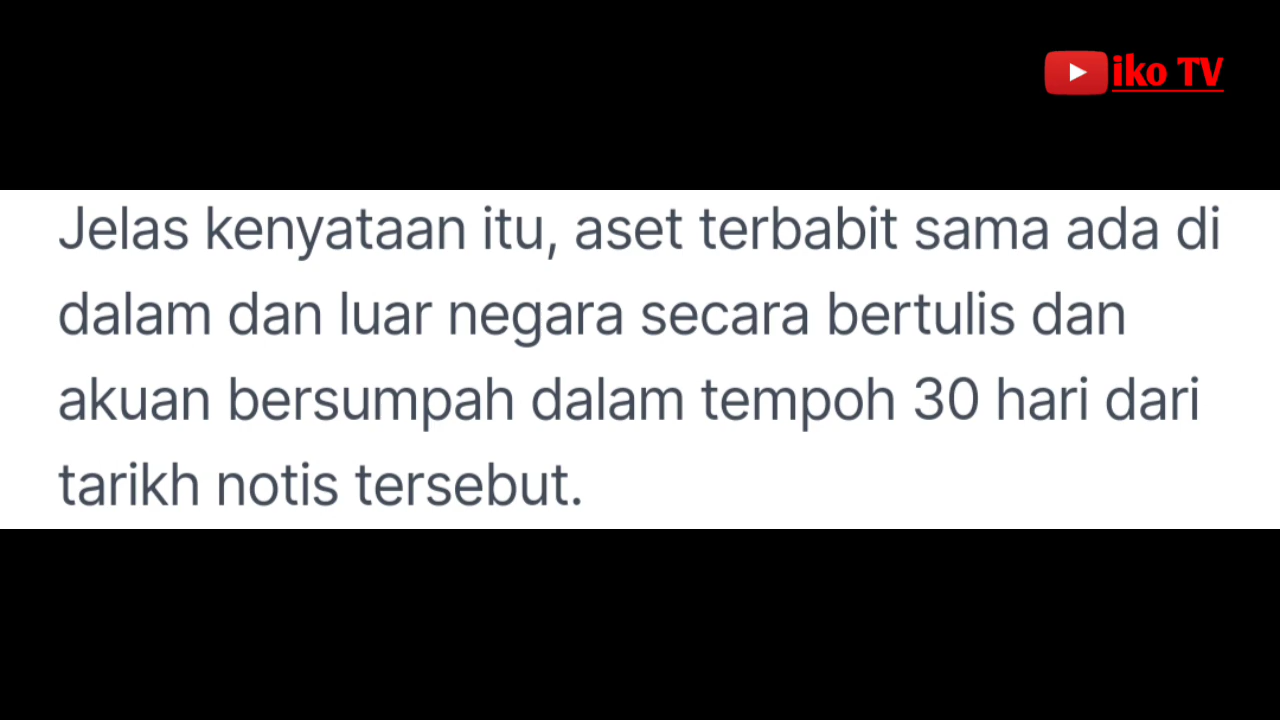 iko TV
Jelas kenyataan itu, aset terbabit sama ada di
dalam dan luar negara secara bertulis dan
akuan bersumpah dalam tempoh 30 hari dari
tarikh notis tersebut.